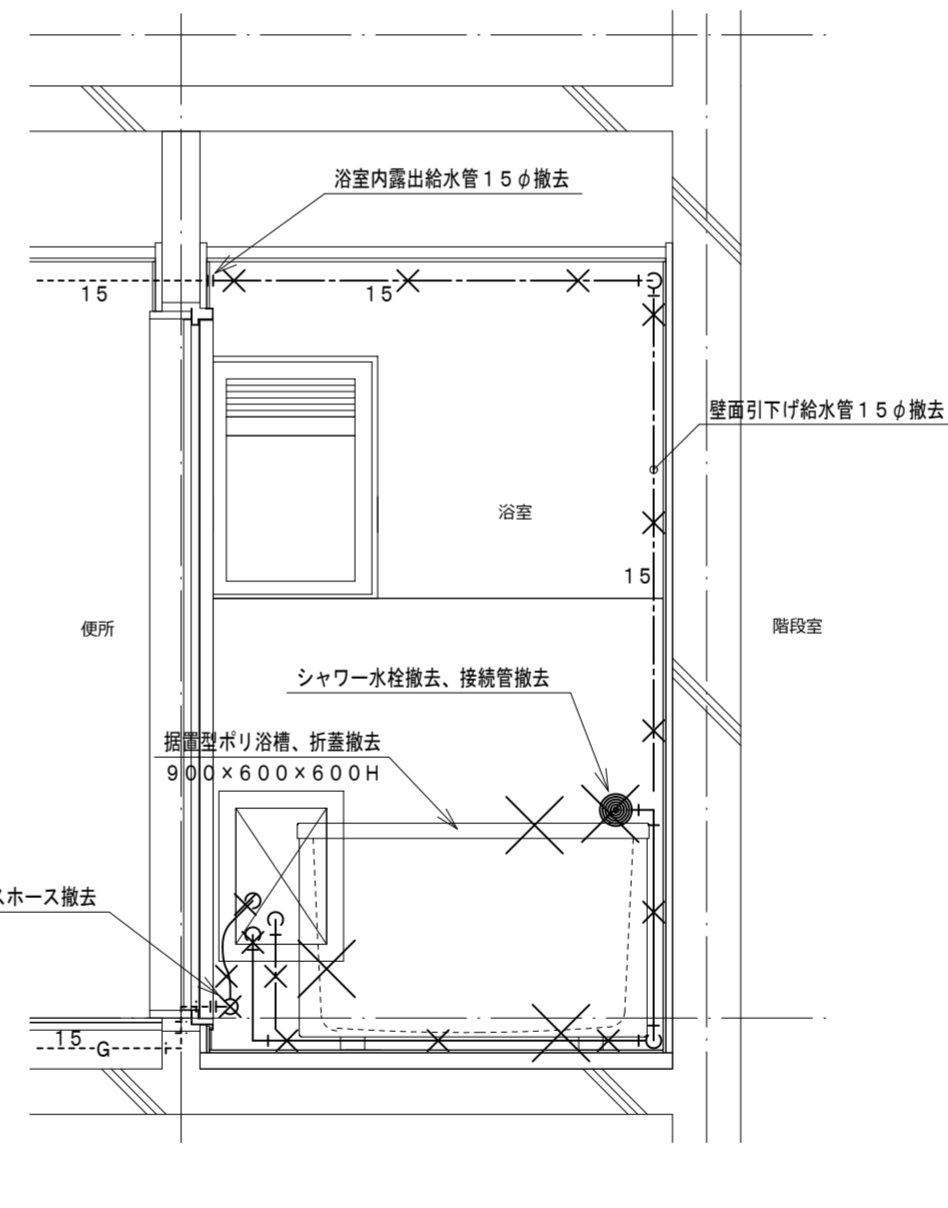 浴室内露出給水管15φ撤去
15
15
壁面引下げ給水管15φ撤去
浴室
15
便所
階段室
シャワー水栓撤去、接続管撤去
据置型ポリ浴槽、折蓋撤去
900×600×600H
スホース撤去
15
G